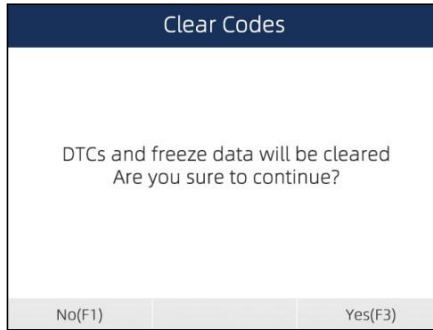 Clear Codes
DTCs and freeze data will be cleared
Are you sure to continue?
No(F1)
Yes(F3)